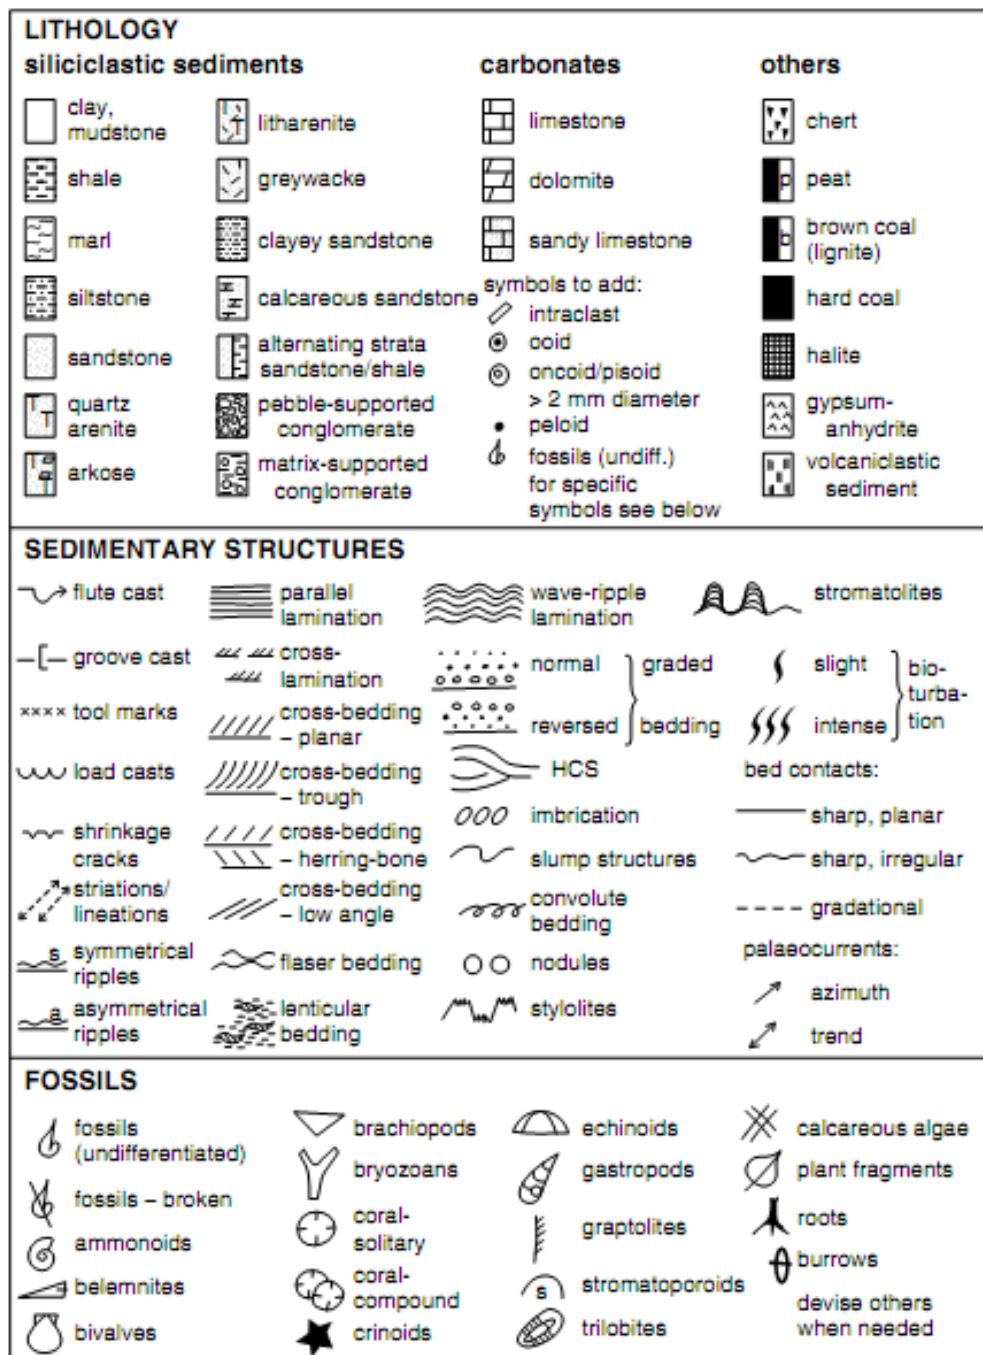 LITHOLOGY
siliciclastic sediments
clay,
mudstone
shale
marl
siltstone
sandstone
quartz
arenite
arkose
litharenite
greywacke
clayey sandstone
calcareous sandstone
alternating strata
sandstone/shale
pebble-supported
conglomerate
matrix-supported
conglomerate
carbonates
limestone
dolomite
sandy limestone
symbols to add:
intraclast
ooid
oncoid/pisoid
> 2 mm diameter
peloid
fossils (undiff.)
for specific
symbols see below
others
chert
p
peat
b
brown coal
(lignite)
hard coal
halite
gypsum-
anhydrite
volcaniclastic
sediment
SEDIMENTARY STRUCTURES
flute cast
groove cast
tool marks
load casts
shrinkage
cracks
striations/
lineations
s
symmetrical
ripples
a
asymmetrical
ripples
parallel
lamination
cross-
lamination
cross-bedding
– planar
cross-bedding
– trough
cross-bedding
– herring-bone
cross-bedding
– low angle
flaser bedding
lenticular
bedding
wave-ripple
lamination
normal
reversed
graded
bedding
HCS
imbrication
slump structures
convolute
bedding
nodules
stylolites
stromatolites
slight
intense
bio-
turba-
tion
bed contacts:
sharp, planar
sharp, irregular
gradational
palaeocurrents:
azimuth
trend
FOSSILS
fossils
(undifferentiated)
fossils – broken
ammonoids
belemnites
bivalves
brachiopods
bryozoans
coral-
solitary
coral-
compound
crinoids
echinoids
gastropods
graptolites
s
stromatoporoids
trilobites
calcareous algae
plant fragments
roots
burrows
devise others
when needed